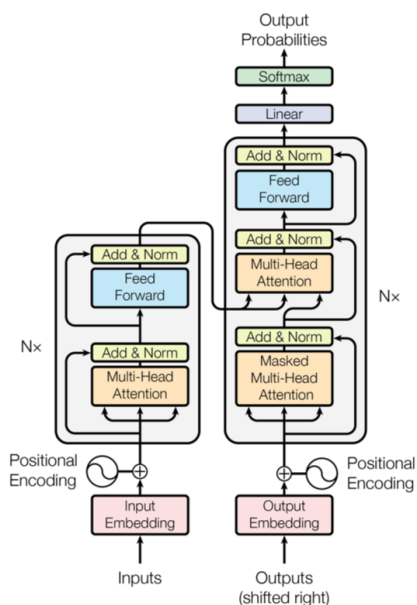 Output
Probabilities
Softmax
Linear
Add & Norm
Feed
Forward
Add & Norm
Multi-Head
Attention
Add & Norm
Masked
Multi-Head
Attention
Nx
Add & Norm
Feed
Forward
Add & Norm
Multi-Head
Attention
Nx
Positional
Encoding
Positional
Encoding
Input
Embedding
Output
Embedding
Inputs
Outputs
(shifted right)